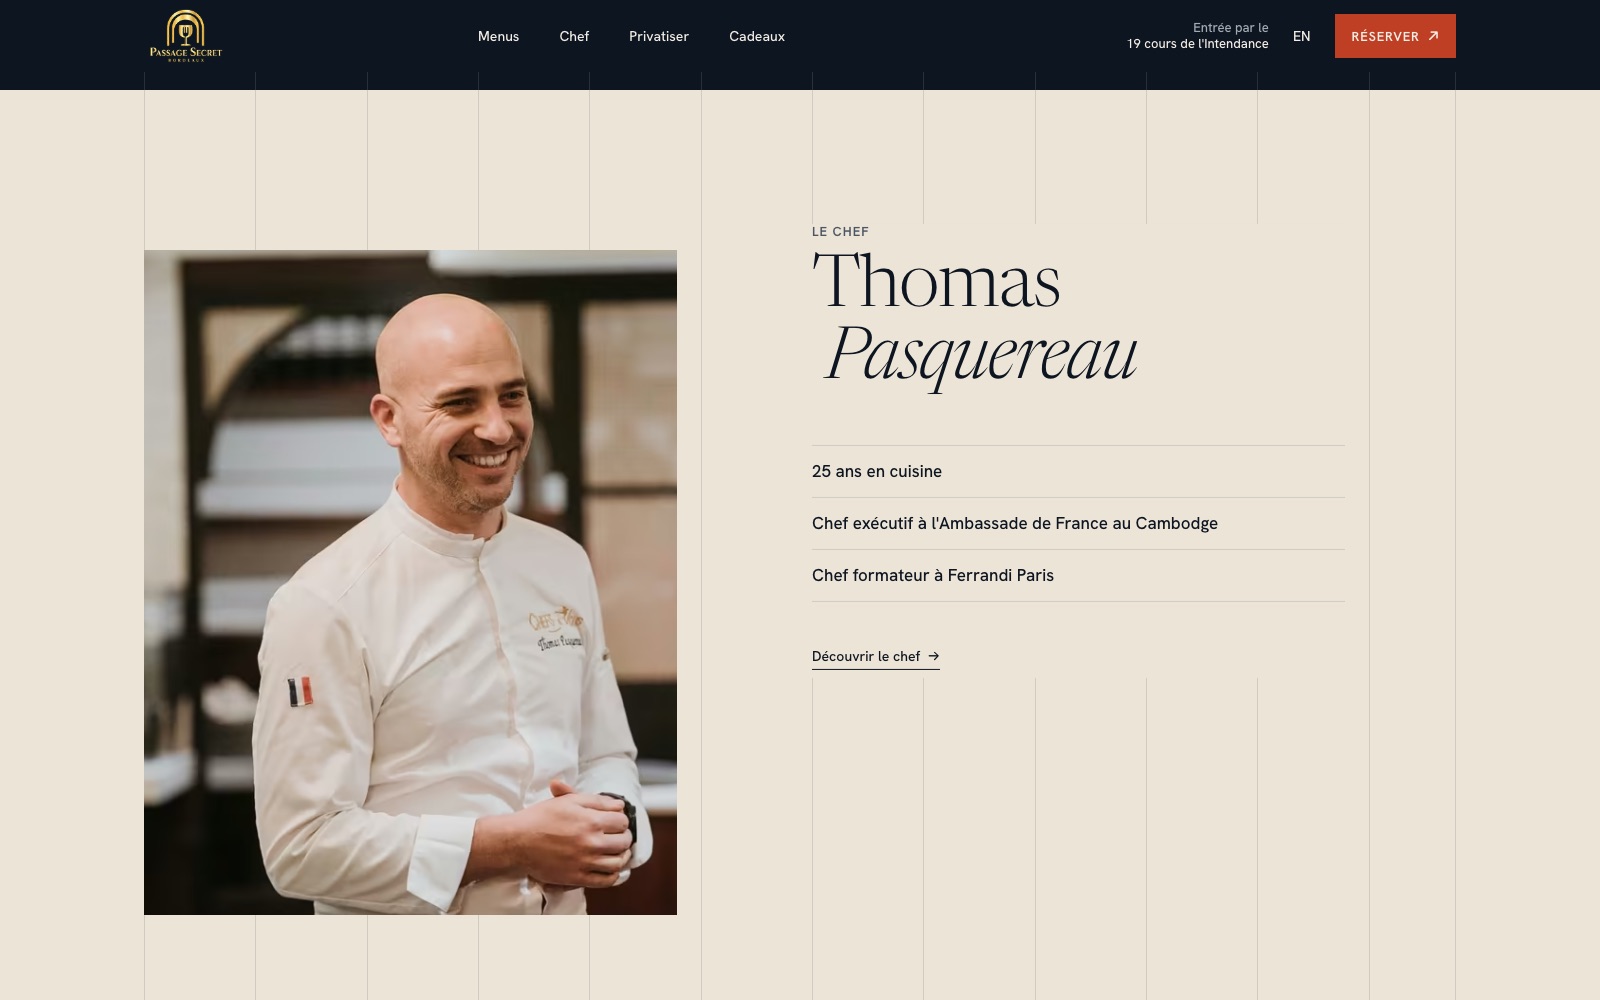 PASSAGE SECRET
BORDEAUX
Menus
Chef
Privatiser
Cadeaux
Entrée par le
19 cours de l'Intendance
EN
RÉSERVER
LE CHEF
Thomas
Pasquereau
25 ans en cuisine
Chef exécutif à l'Ambassade de France au Cambodge
Chef formateur à Ferrandi Paris
Découvrir le chef →
Thomas